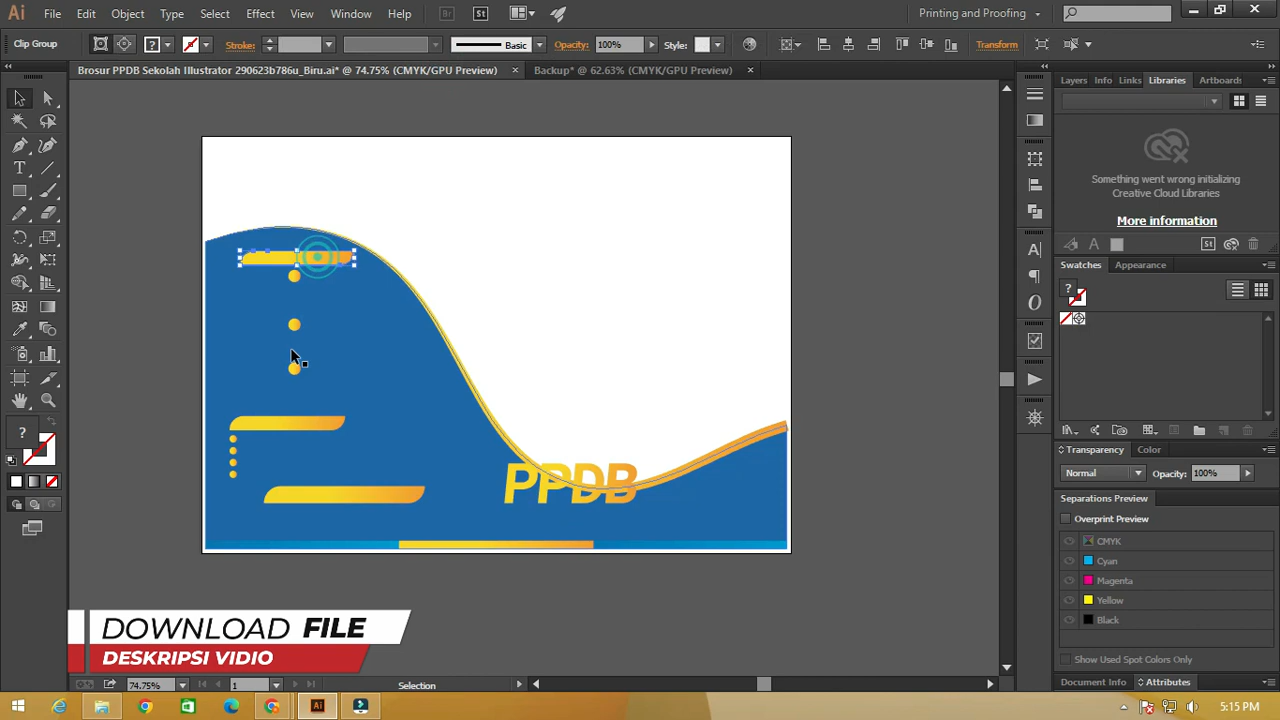 Ai File Edit Object Type Select Effect View Window Help Br St Printing and Proofing
Clip Group ? Stroke: Basic Opacity: 100% Style: Transform
Brosur PPDB Sekolah Illustrator 290623b786u_Biru.ai* @ 74.75% (CMYK/GPU Preview) Backup* @ 62.63% (CMYK/GPU Preview)
Layers Info Links Libraries Artboards
Something went wrong initializing
Creative Cloud Libraries
More information
St
Swatches Appearance
?
Transparency Color
Normal Opacity: 100%
Separations Preview
Overprint Preview
CMYK
Cyan
Magenta
Yellow
Black
Show Used Spot Colors Only
Document Info Attributes
?
PPDB
DOWNLOAD FILE
DESKRIPSI VIDIO
74.75% 1 Selection
Ai 5:15 PM